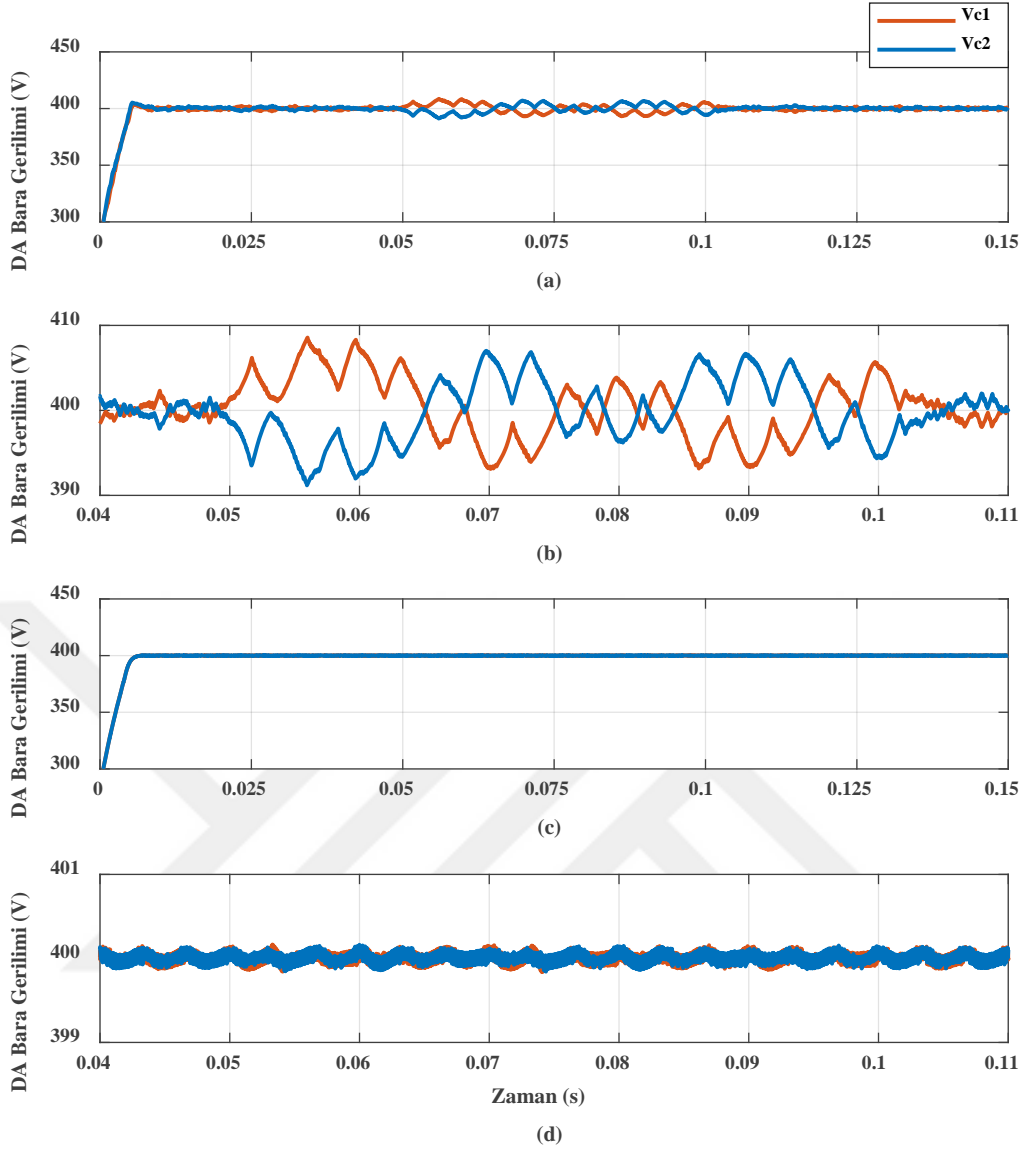 Vc1
Vc2
DA Bara Gerilimi (V)
450
400
350
300
0 0.025 0.05 0.075 0.1 0.125 0.15
(a)
DA Bara Gerilimi (V)
410
400
390
0.04 0.05 0.06 0.07 0.08 0.09 0.1 0.11
(b)
DA Bara Gerilimi (V)
450
400
350
300
0 0.025 0.05 0.075 0.1 0.125 0.15
(c)
DA Bara Gerilimi (V)
401
400
399
0.04 0.05 0.06 0.07 0.08 0.09 0.1 0.11
Zaman (s)
(d)